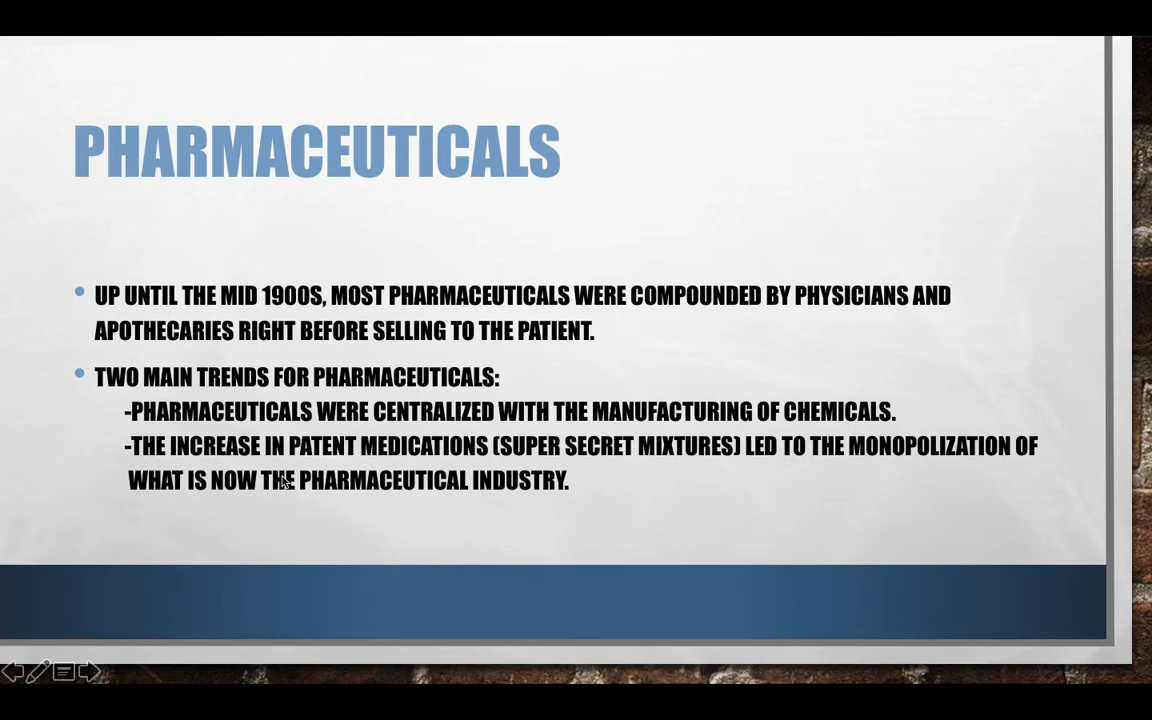 PHARMACEUTICALS
• UP UNTIL THE MID 1900S, MOST PHARMACEUTICALS WERE COMPOUNDED BY PHYSICIANS AND
APOTHECARIES RIGHT BEFORE SELLING TO THE PATIENT.
• TWO MAIN TRENDS FOR PHARMACEUTICALS:
-PHARMACEUTICALS WERE CENTRALIZED WITH THE MANUFACTURING OF CHEMICALS.
-THE INCREASE IN PATENT MEDICATIONS (SUPER SECRET MIXTURES) LED TO THE MONOPOLIZATION OF
WHAT IS NOW THE PHARMACEUTICAL INDUSTRY.